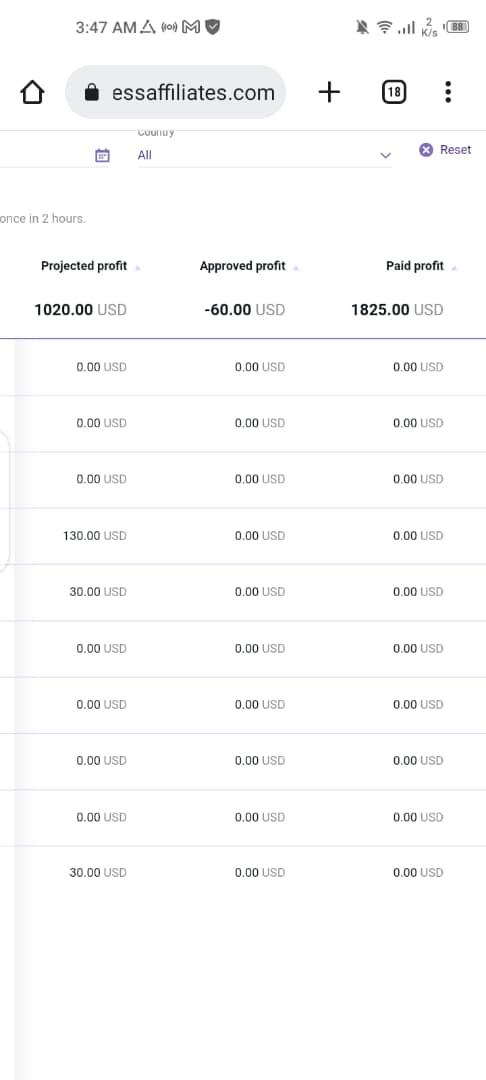 3:47 AM
2 K/s
88
essaffiliates.com
18
Country
All
Reset
once in 2 hours.
Projected profit Approved profit Paid profit
1020.00 USD -60.00 USD 1825.00 USD
0.00 USD 0.00 USD 0.00 USD
0.00 USD 0.00 USD 0.00 USD
0.00 USD 0.00 USD 0.00 USD
130.00 USD 0.00 USD 0.00 USD
30.00 USD 0.00 USD 0.00 USD
0.00 USD 0.00 USD 0.00 USD
0.00 USD 0.00 USD 0.00 USD
0.00 USD 0.00 USD 0.00 USD
0.00 USD 0.00 USD 0.00 USD
30.00 USD 0.00 USD 0.00 USD